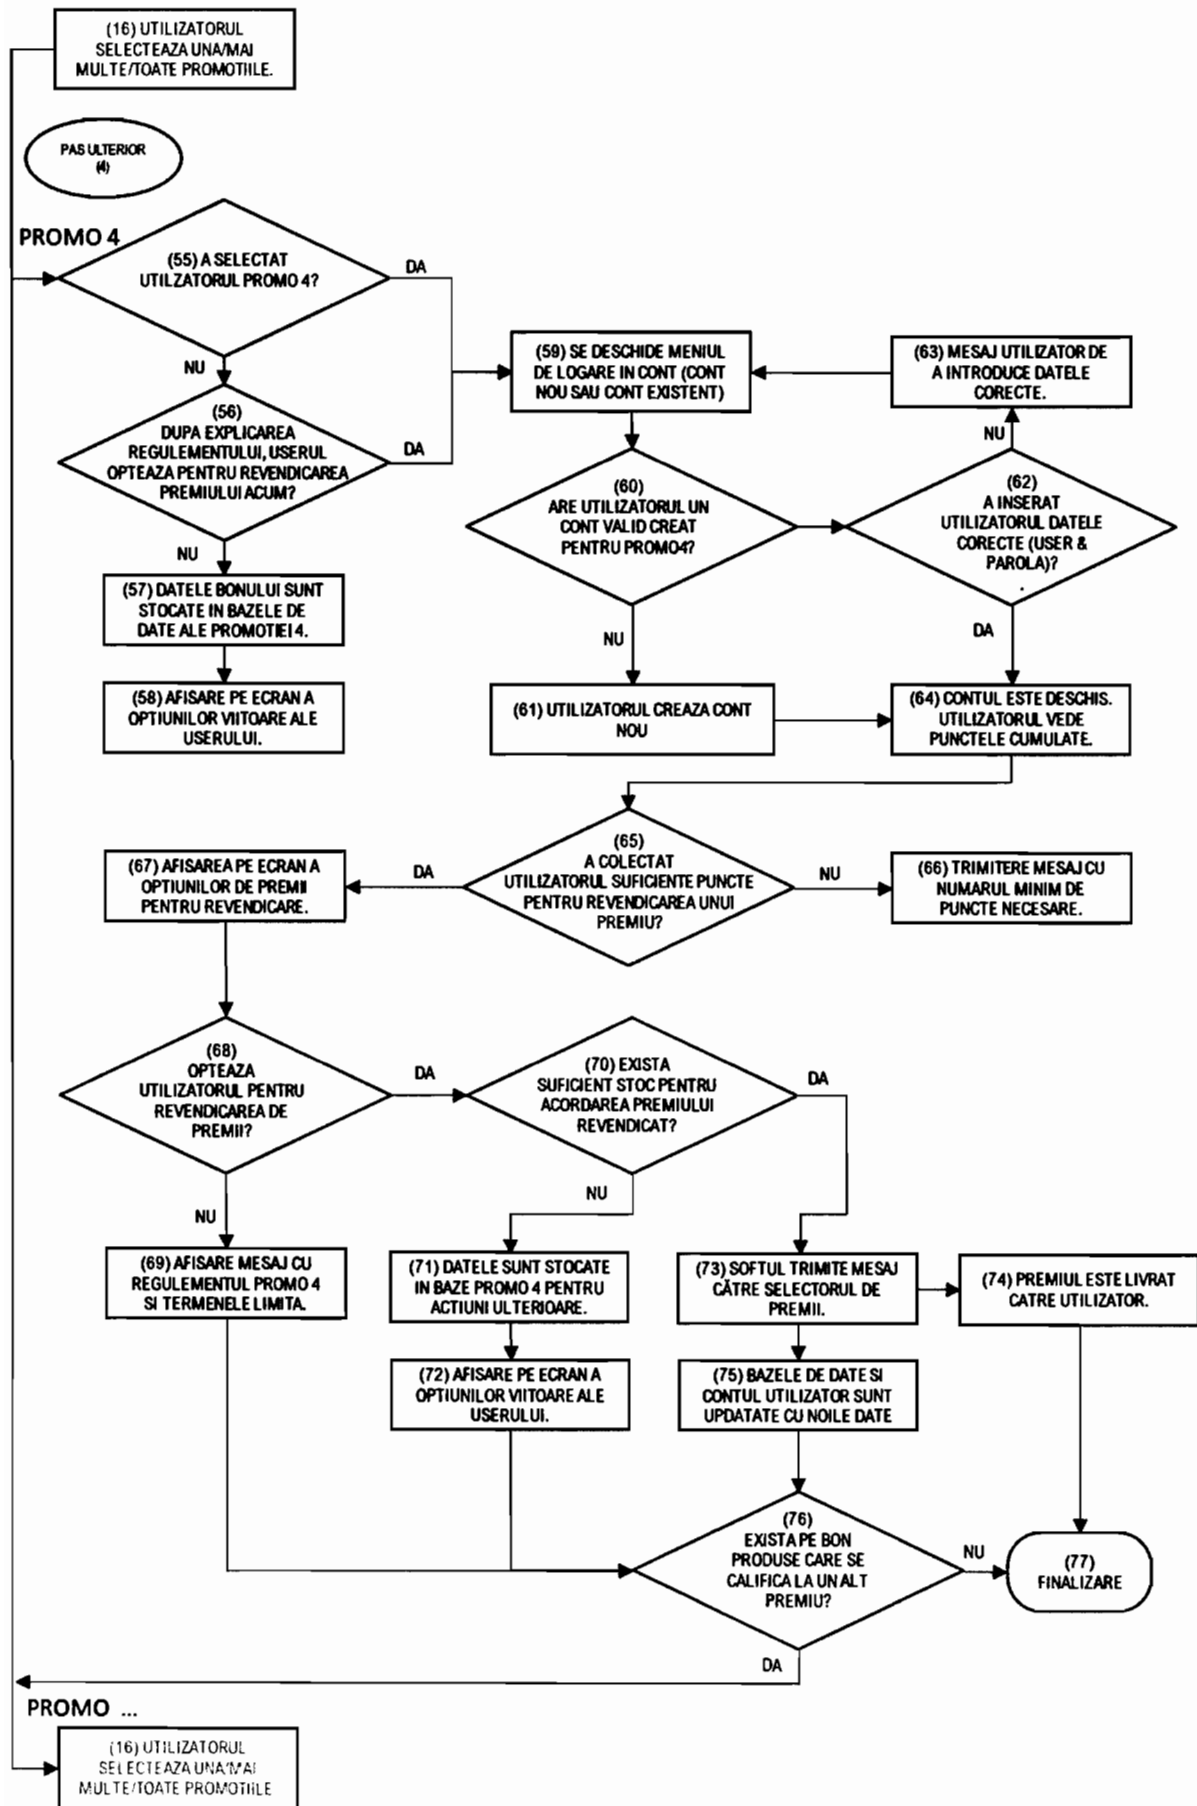 (16) UTILIZATORUL
SELECTEAZA UNA/MAI
MULTE/TOATE PROMOTIILE.
PAS ULTERIOR
(4)
PROMO 4
(55) A SELECTAT
UTILZATORUL PROMO 4?
DA
NU
(56)
DUPA EXPLICAREA
REGULEMENTULUI, USERUL
OPTEAZA PENTRU REVENDICAREA
PREMIULUI ACUM?
DA
NU
(57) DATELE BONULUI SUNT
STOCATE IN BAZELE DE
DATE ALE PROMOTIEI 4.
(58) AFISARE PE ECRAN A
OPTIUNILOR VIITOARE ALE
USERULUI.
(59) SE DESCHIDE MENIUL
DE LOGARE IN CONT (CONT
NOU SAU CONT EXISTENT)
(63) MESAJ UTILIZATOR DE
A INTRODUCE DATELE
CORECTE.
NU
(60)
ARE UTILIZATORUL UN
CONT VALID CREAT
PENTRU PROMO4?
(62)
A INSERAT
UTILIZATORUL DATELE
CORECTE (USER &
PAROLA)?
NU
DA
(61) UTILIZATORUL CREAZA CONT
NOU
(64) CONTUL ESTE DESCHIS.
UTILIZATORUL VEDE
PUNCTELE CUMULATE.
(65)
A COLECTAT
UTILIZATORUL SUFICIENTE PUNCTE
PENTRU REVENDICAREA UNUI
PREMIU?
DA
NU
(67) AFISAREA PE ECRAN A
OPTIUNILOR DE PREMII
PENTRU REVENDICARE.
(66) TRIMITERE MESAJ CU
NUMARUL MINIM DE
PUNCTE NECESARE.
(68)
OPTEAZA
UTILIZATORUL PENTRU
REVENDICAREA DE
PREMII?
DA
(70) EXISTA
SUFICIENT STOC PENTRU
ACORDAREA PREMIULUI
REVENDICAT?
DA
NU
NU
(69) AFISARE MESAJ CU
REGULEMENTUL PROMO 4
SI TERMENELE LIMITA.
(71) DATELE SUNT STOCATE
IN BAZE PROMO 4 PENTRU
ACTIUNI ULTERIOARE.
(73) SOFTUL TRIMITE MESAJ
CĂTRE SELECTORUL DE
PREMII.
(74) PREMIUL ESTE LIVRAT
CATRE UTILIZATOR.
(72) AFISARE PE ECRAN A
OPTIUNILOR VIITOARE ALE
USERULUI.
(75) BAZELE DE DATE SI
CONTUL UTILIZATOR SUNT
UPDATATE CU NOILE DATE
(76)
EXISTA PE BON
PRODUSE CARE SE
CALIFICA LA UN ALT
PREMIU?
NU
(77)
FINALIZARE
DA
PROMO ...
(16) UTILIZATORUL
SELECTEAZA UNA/MAI
MULTE/TOATE PROMOTIILE